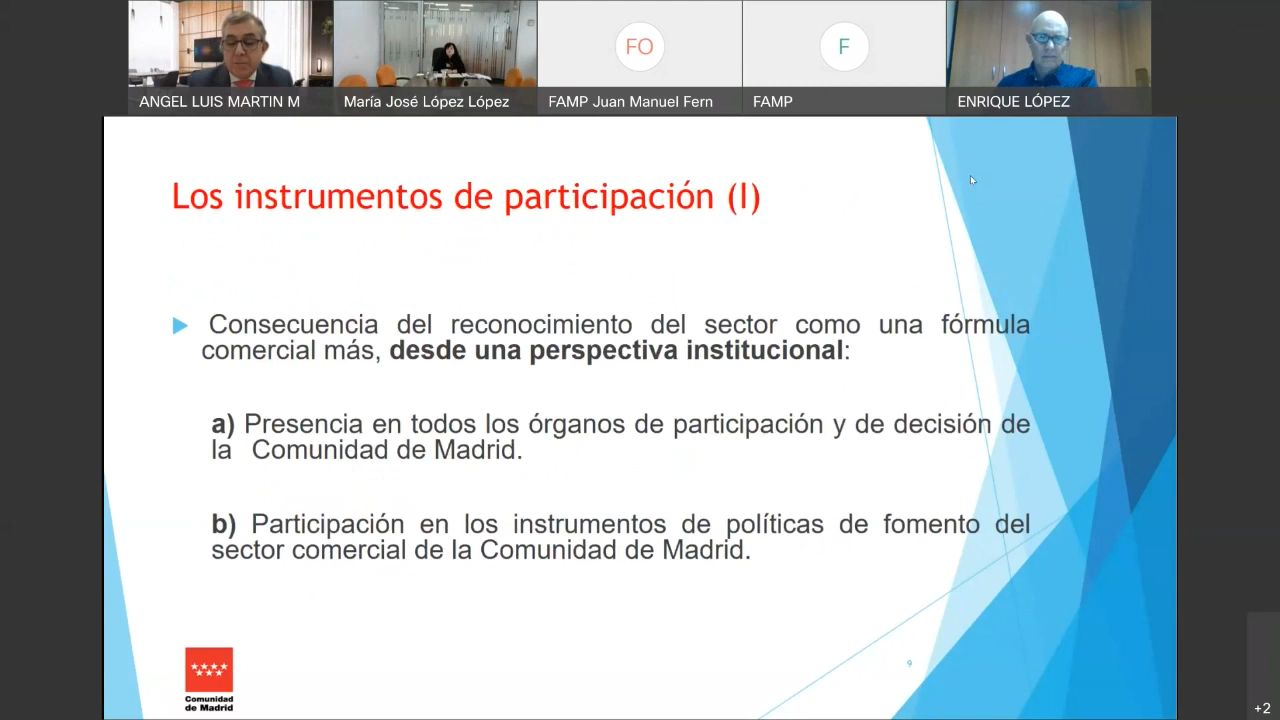 FO
F
ANGEL LUIS MARTIN M
María José López López
FAMP Juan Manuel Fern
FAMP
ENRIQUE LÓPEZ
Los instrumentos de participación (I)
Consecuencia del reconocimiento del sector como una fórmula
comercial más, desde una perspectiva institucional:
a) Presencia en todos los órganos de participación y de decisión de
la Comunidad de Madrid.
b) Participación en los instrumentos de políticas de fomento del
sector comercial de la Comunidad de Madrid.
9
Comunidad
de Madrid
+2